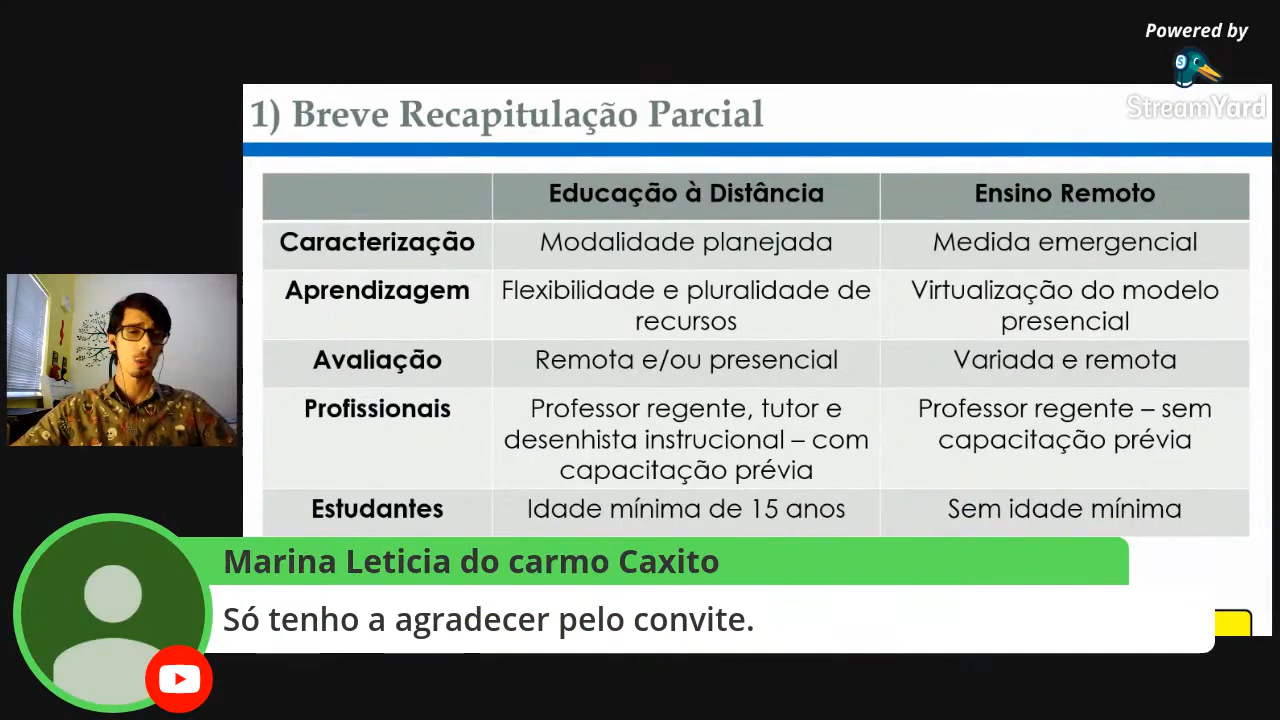 Powered by
StreamYard
1) Breve Recapitulação Parcial
Educação à Distância
Ensino Remoto
Caracterização
Modalidade planejada
Medida emergencial
Aprendizagem
Flexibilidade e pluralidade de
recursos
Virtualização do modelo
presencial
Avaliação
Remota e/ou presencial
Variada e remota
Profissionais
Professor regente, tutor e
desenhista instrucional – com
capacitação prévia
Professor regente – sem
capacitação prévia
Estudantes
Idade mínima de 15 anos
Sem idade mínima
Marina Leticia do carmo Caxito
Só tenho a agradecer pelo convite.